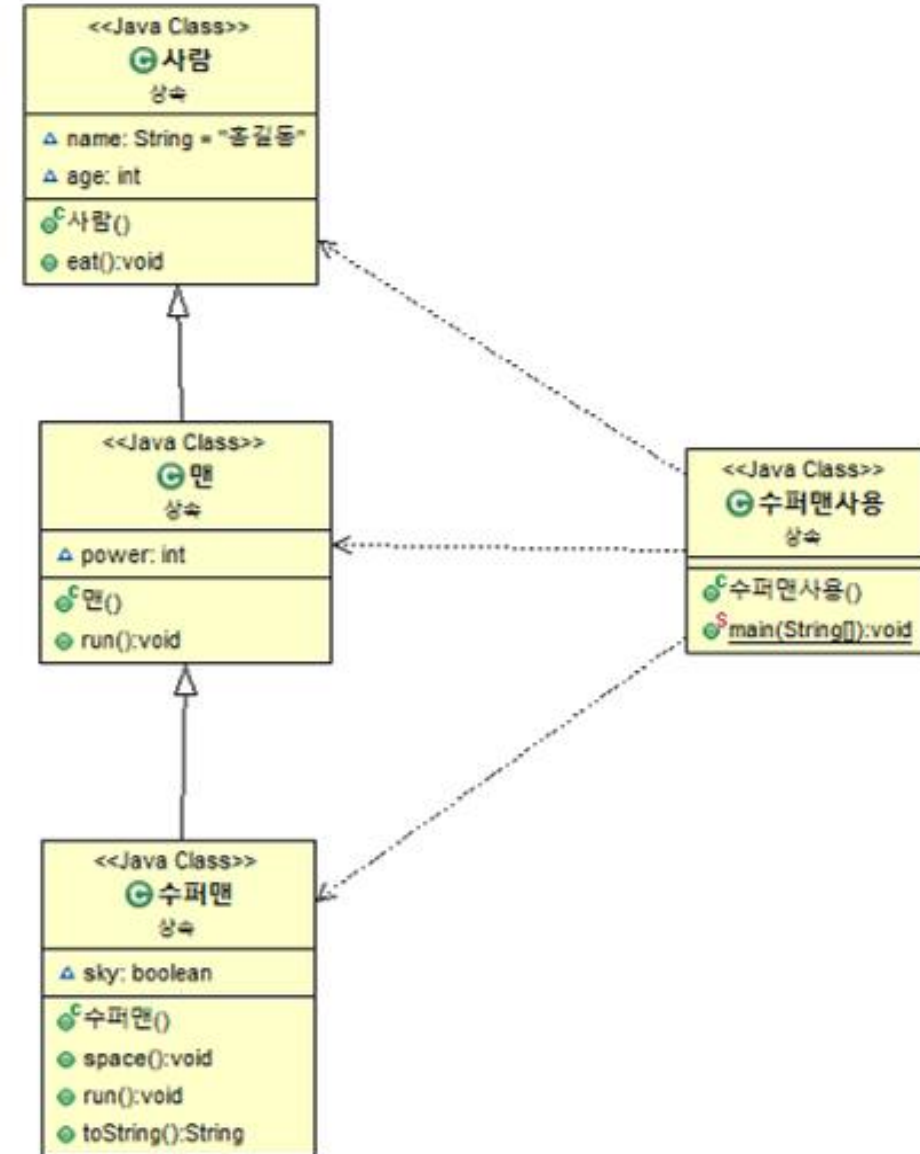 <<Java Class>>
사람
상속
name: String = "홍길동"
age: int
사람()
eat():void
<<Java Class>>
맨
상속
power: int
맨()
run():void
<<Java Class>>
수퍼맨
상속
sky: boolean
수퍼맨()
space():void
run():void
toString():String
<<Java Class>>
수퍼맨사용
상속
수퍼맨사용()
main(String[]):void